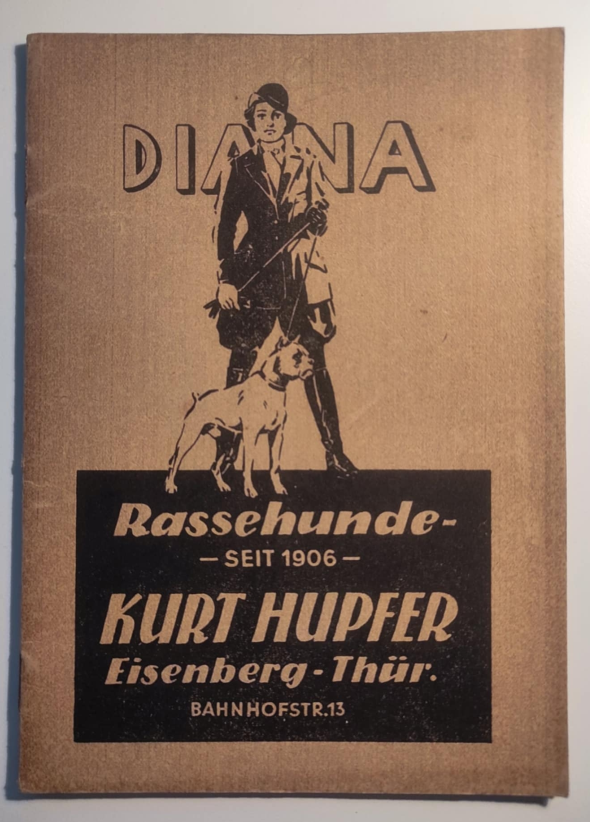 DIANA
Rassehunde-
— SEIT 1906 —
KURT HUPFER
Eisenberg - Thür.
BAHNHOFSTR.13